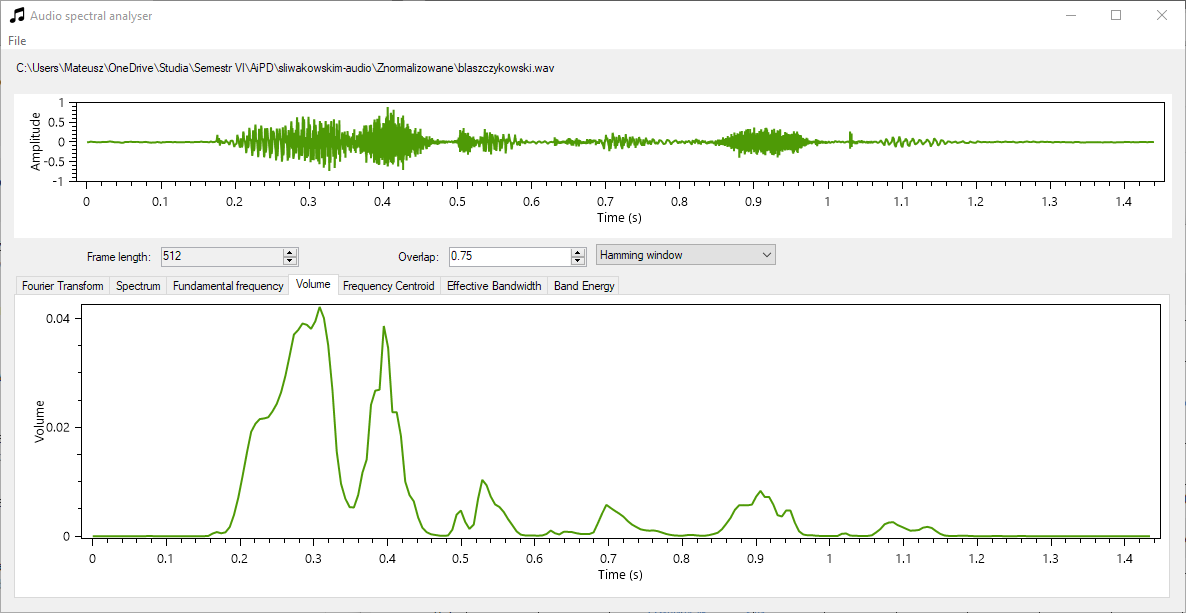 Audio spectral analyser
File
C:\Users\Mateusz\OneDrive\Studia\Semestr VI\AiPD\sliwakowskim-audio\Znormalizowane\blaszczykowski.wav
Amplitude
1
0.5
0
-0.5
-1
0 0.1 0.2 0.3 0.4 0.5 0.6 0.7 0.8 0.9 1 1.1 1.2 1.3 1.4
Time (s)
Frame length: 512 Overlap: 0.75 Hamming window
Fourier Transform Spectrum Fundamental frequency Volume Frequency Centroid Effective Bandwidth Band Energy
Volume
0.04
0.02
0
0 0.1 0.2 0.3 0.4 0.5 0.6 0.7 0.8 0.9 1 1.1 1.2 1.3 1.4
Time (s)